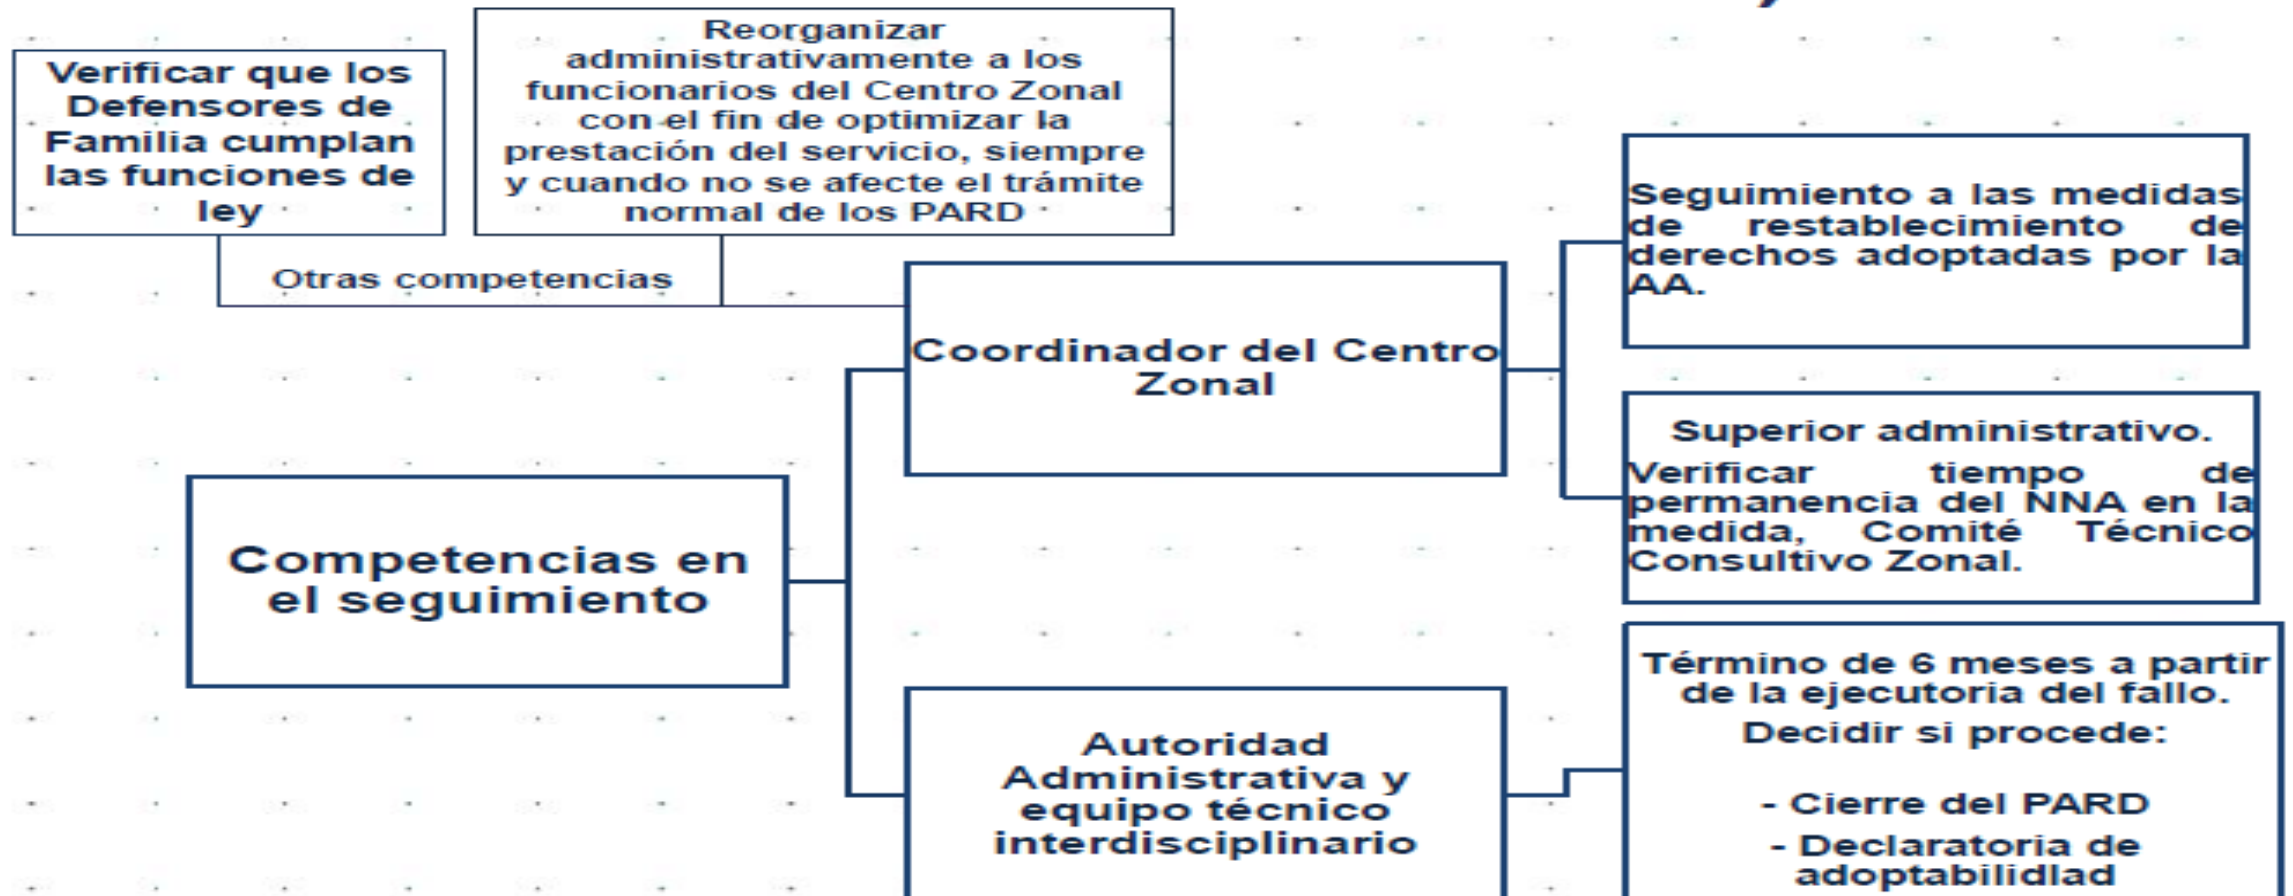 Verificar que los
Defensores de
Familia cumplan
las funciones de
ley
Reorganizar
administrativamente a los
funcionarios del Centro Zonal
con el fin de optimizar la
prestación del servicio, siempre
y cuando no se afecte el trámite
normal de los PARD
Otras competencias
Coordinador del Centro
Zonal
Seguimiento a las medidas
de restablecimiento de
derechos adoptadas por la
AA.
Superior administrativo.
Verificar tiempo de
permanencia del NNA en la
medida, Comité Técnico
Consultivo Zonal.
Competencias en
el seguimiento
Autoridad
Administrativa y
equipo técnico
interdisciplinario
Término de 6 meses a partir
de la ejecutoria del fallo.
Decidir si procede:
- Cierre del PARD
- Declaratoria de
adoptabilidlad